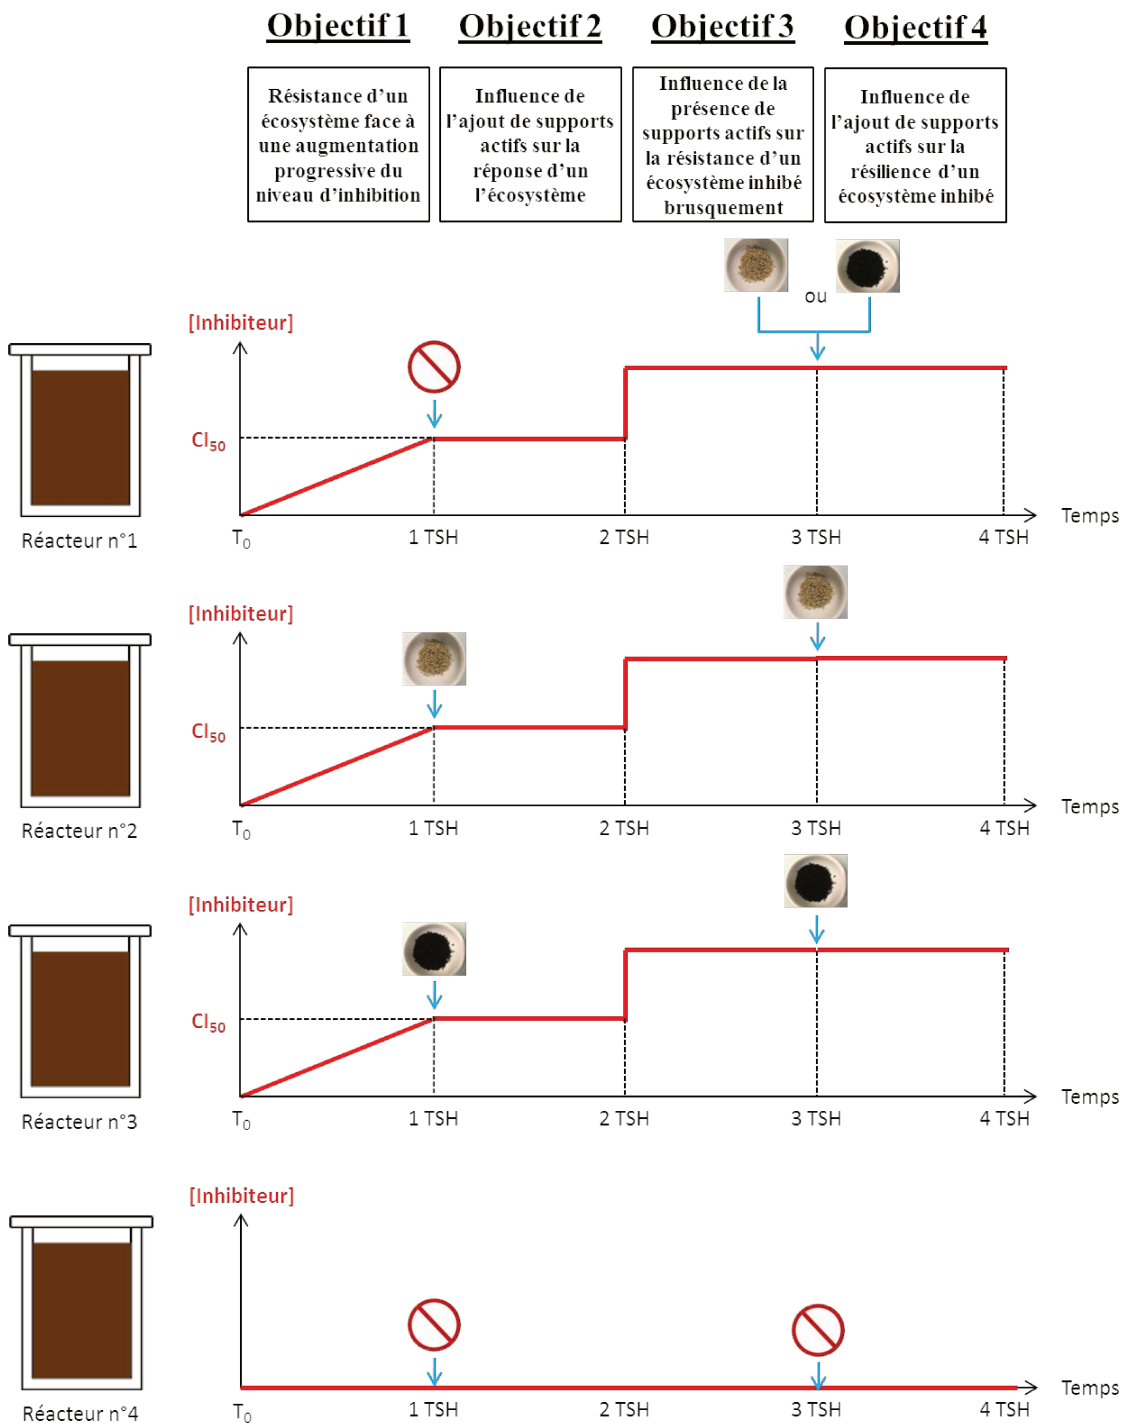 Objectif 1
Objectif 2
Objectif 3
Objectif 4
Résistance d'un
écosystème face à
une augmentation
progressive du
niveau d'inhibition
Influence de
l'ajout de supports
actifs sur la
réponse d'un
l'écosystème
Influence de la
présence de
supports actifs sur
la résistance d'un
écosystème inhibé
brusquement
Influence de
l'ajout de supports
actifs sur la
résilience d'un
écosystème inhibé
ou
[Inhibiteur]
CI50
Réacteur n°1
T0
1 TSH
2 TSH
3 TSH
4 TSH
Temps
[Inhibiteur]
CI50
Réacteur n°2
T0
1 TSH
2 TSH
3 TSH
4 TSH
Temps
[Inhibiteur]
CI50
Réacteur n°3
T0
1 TSH
2 TSH
3 TSH
4 TSH
Temps
[Inhibiteur]
Réacteur n°4
T0
1 TSH
2 TSH
3 TSH
4 TSH
Temps